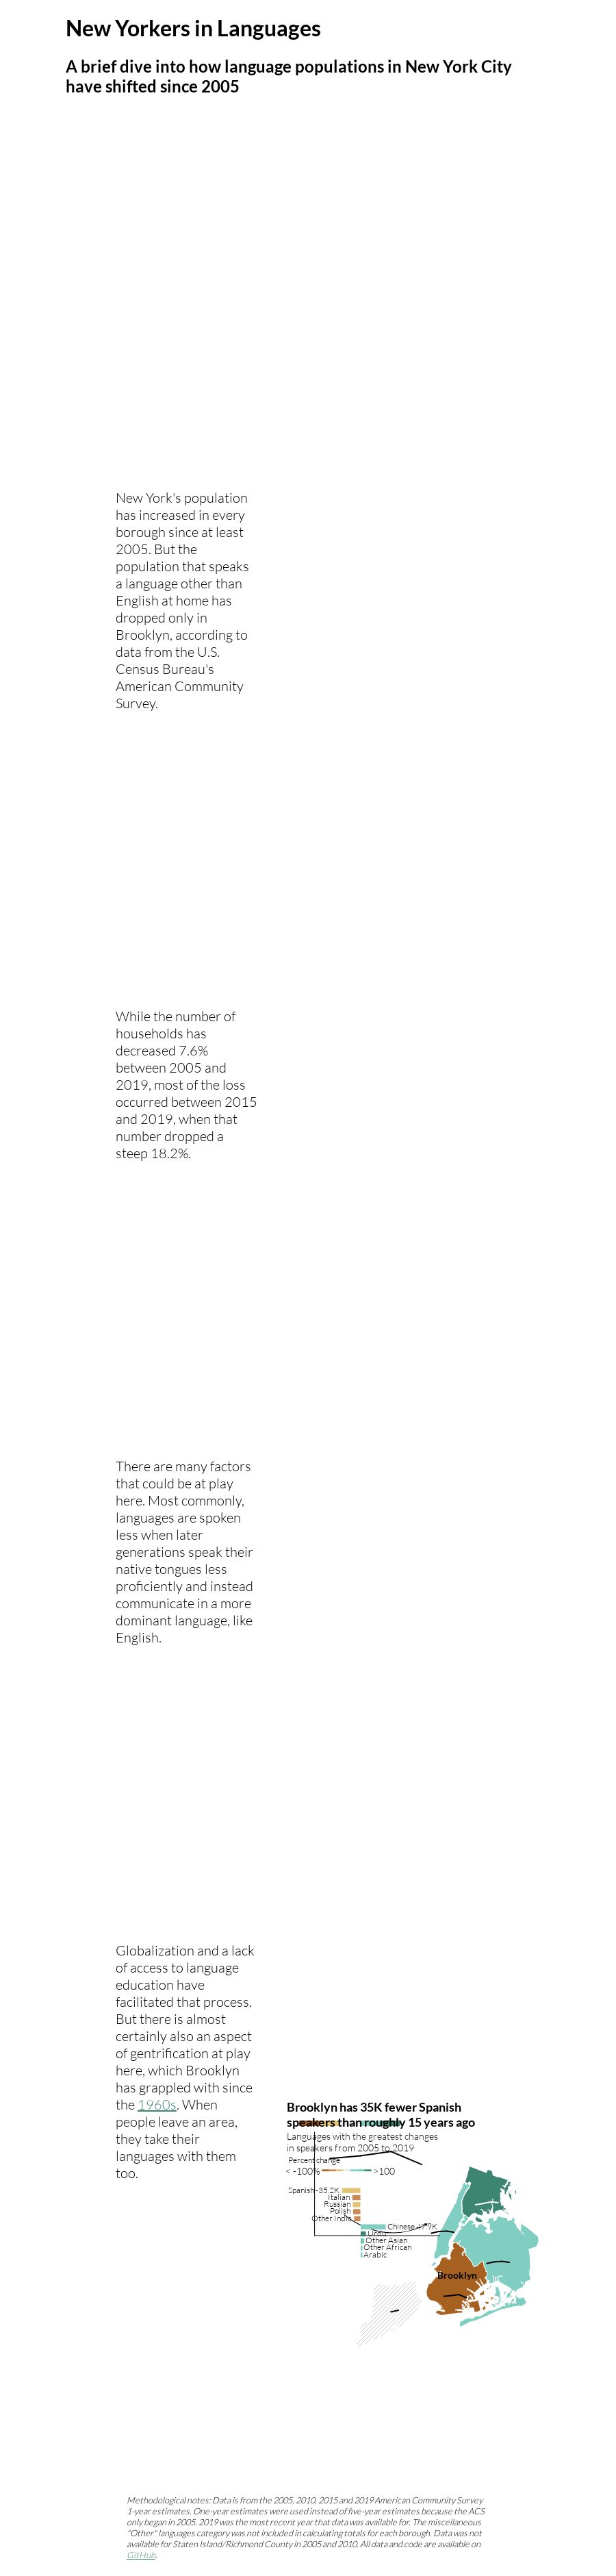 New Yorkers in Languages
A brief dive into how language populations in New York City
have shifted since 2005
New York's population
has increased in every
borough since at least
2005. But the
population that speaks
a language other than
English at home has
dropped only in
Brooklyn, according to
data from the U.S.
Census Bureau's
American Community
Survey.
While the number of
households has
decreased 7.6%
between 2005 and
2019, most of the loss
occurred between 2015
and 2019, when that
number dropped a
steep 18.2%.
There are many factors
that could be at play
here. Most commonly,
languages are spoken
less when later
generations speak their
native tongues less
proficiently and instead
communicate in a more
dominant language, like
English.
Globalization and a lack
of access to language
education have
facilitated that process.
But there is almost
certainly also an aspect
of gentrification at play
here, which Brooklyn
has grappled with since
the 1960s. When
people leave an area,
they take their
languages with them
too.
Brooklyn has 35K fewer Spanish
speakers than roughly 15 years ago
Languages with the greatest changes
in speakers from 2005 to 2019
Percent change
< -100% >100
Spanish -35.2K
Italian
Russian
Polish
Other Indic
Chinese 47.9K
Urdu
Other Asian
Other African
Arabic
Brooklyn
Methodological notes: Data is from the 2005, 2010, 2015 and 2019 American Community Survey
1-year estimates. One-year estimates were used instead of five-year estimates because the ACS
only began in 2005. 2019 was the most recent year that data was available for. The miscellaneous
"Other" languages category was not included in calculating totals for each borough. Data was not
available for Staten Island/Richmond County in 2005 and 2010. All data and code are available on
GitHub.